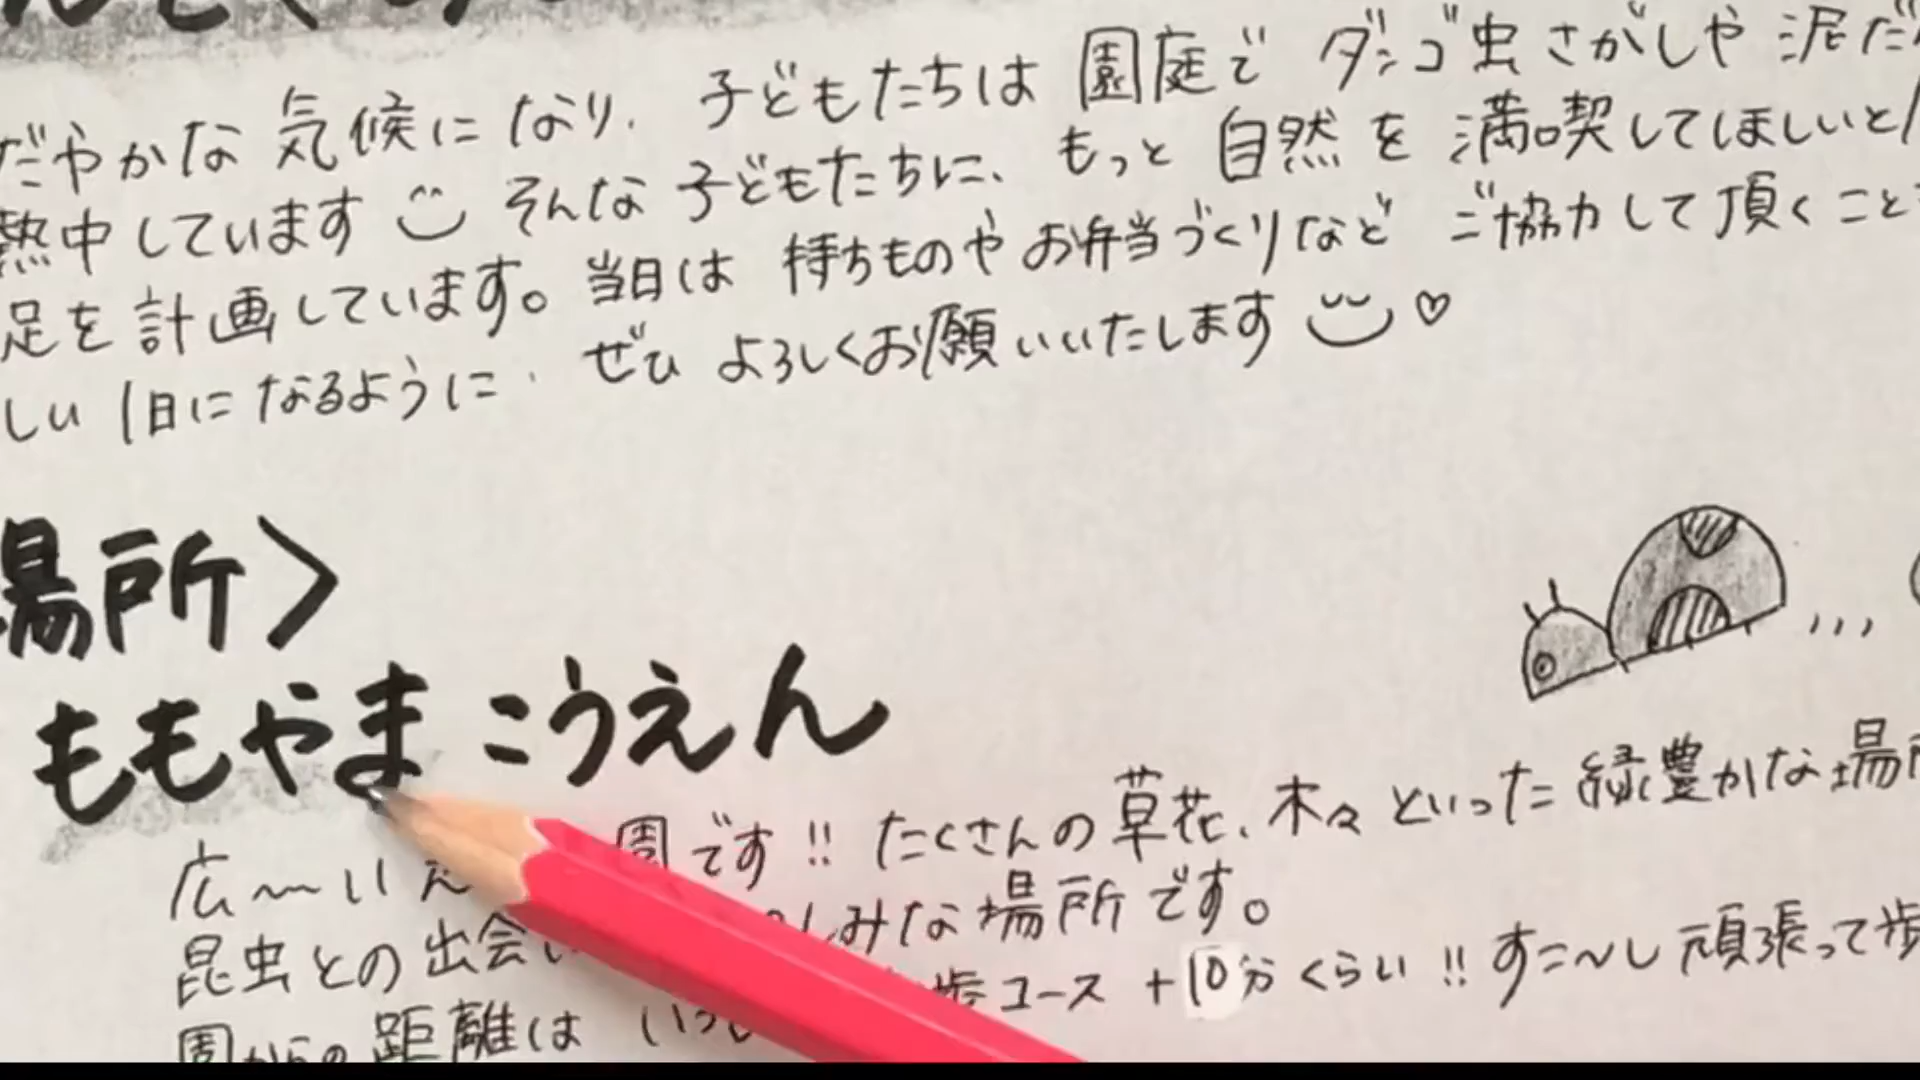 だやかな 気候に なり、子どもたちは 園庭で ダンゴ虫 さがしや 泥だ
熱中しています そんな 子どもたちに、もっと 自然を 満喫してほしいと
足を計画しています。当日は 持ちものや お弁当づくりなど ご協力して頂くこと
しい 1日になるように、ぜひ よろしくお願いいたします♡
場所〉
ももやまこうえん
広〜い 園です!! たくさんの 草花、木々 といった 緑豊かな場所
昆虫との 出会い しみな場所です。
園からの 距離は いつ 歩コース +10分くらい!! すこ〜し 頑張って歩